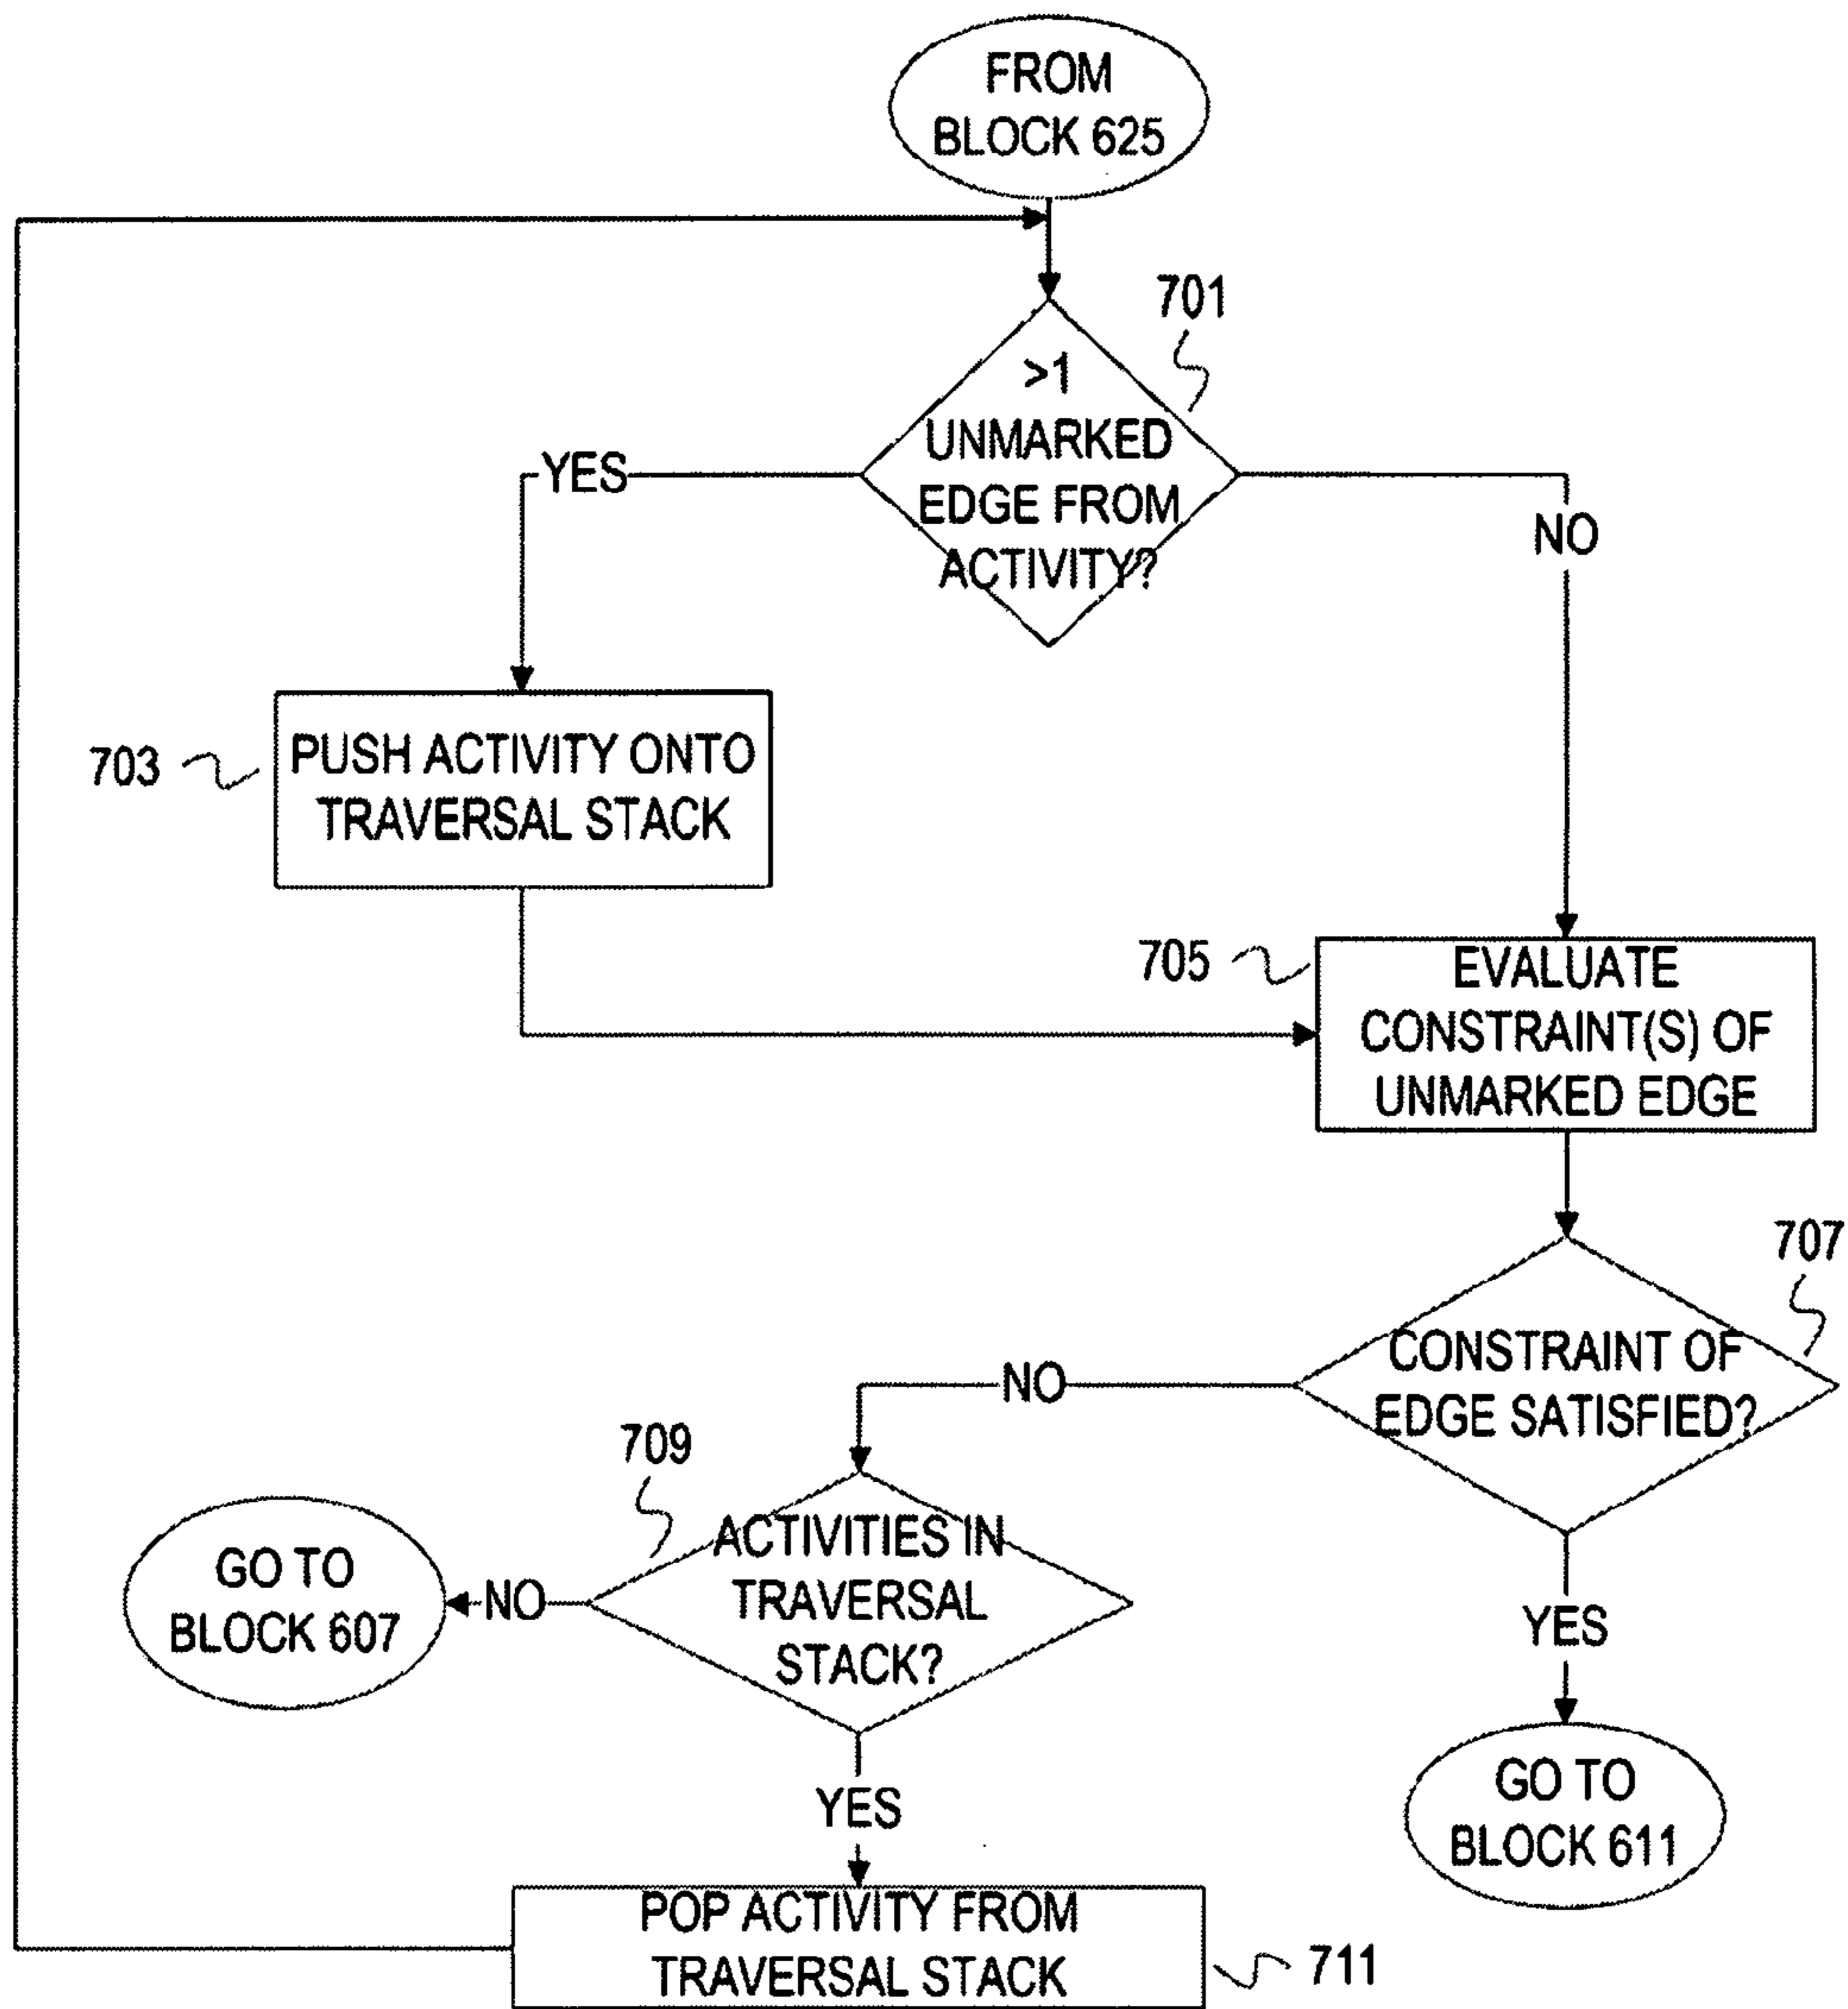 FROM
BLOCK 625
701
>1
UNMARKED
EDGE FROM
ACTIVITY?
YES
NO
703
PUSH ACTIVITY ONTO
TRAVERSAL STACK
705
EVALUATE
CONSTRAINT(S) OF
UNMARKED EDGE
707
CONSTRAINT OF
EDGE SATISFIED?
NO
709
ACTIVITIES IN
TRAVERSAL
STACK?
NO
GO TO
BLOCK 607
YES
YES
GO TO
BLOCK 611
POP ACTIVITY FROM
TRAVERSAL STACK
711